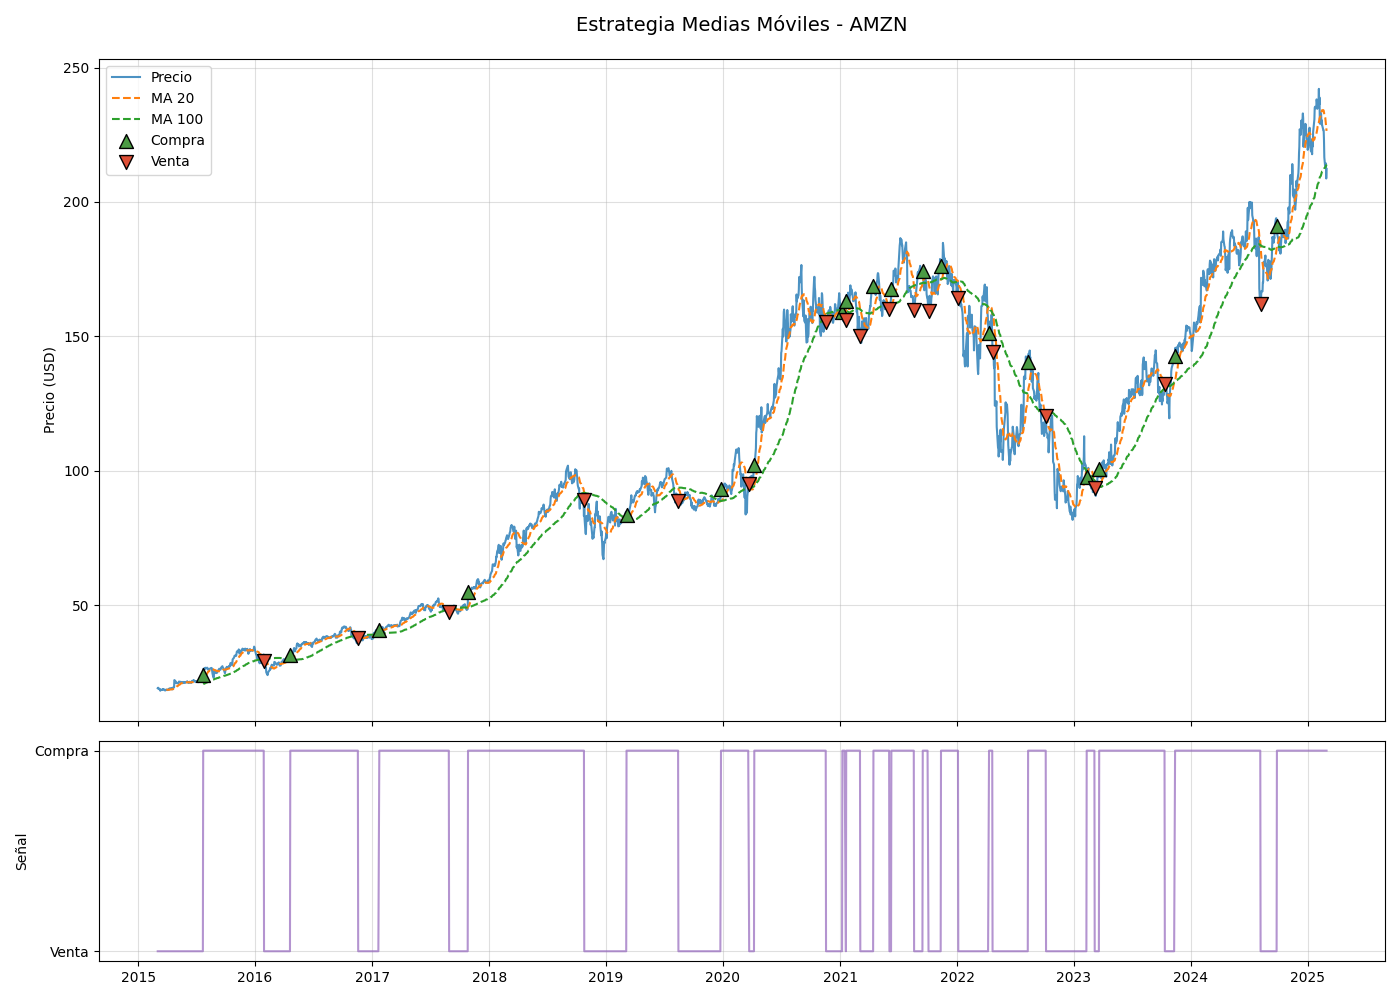 Estrategia Medias Móviles - AMZN
Precio
MA 20
MA 100
Compra
Venta
Precio (USD)
250
200
150
100
50
Señal
Compra
Venta
2015 2016 2017 2018 2019 2020 2021 2022 2023 2024 2025